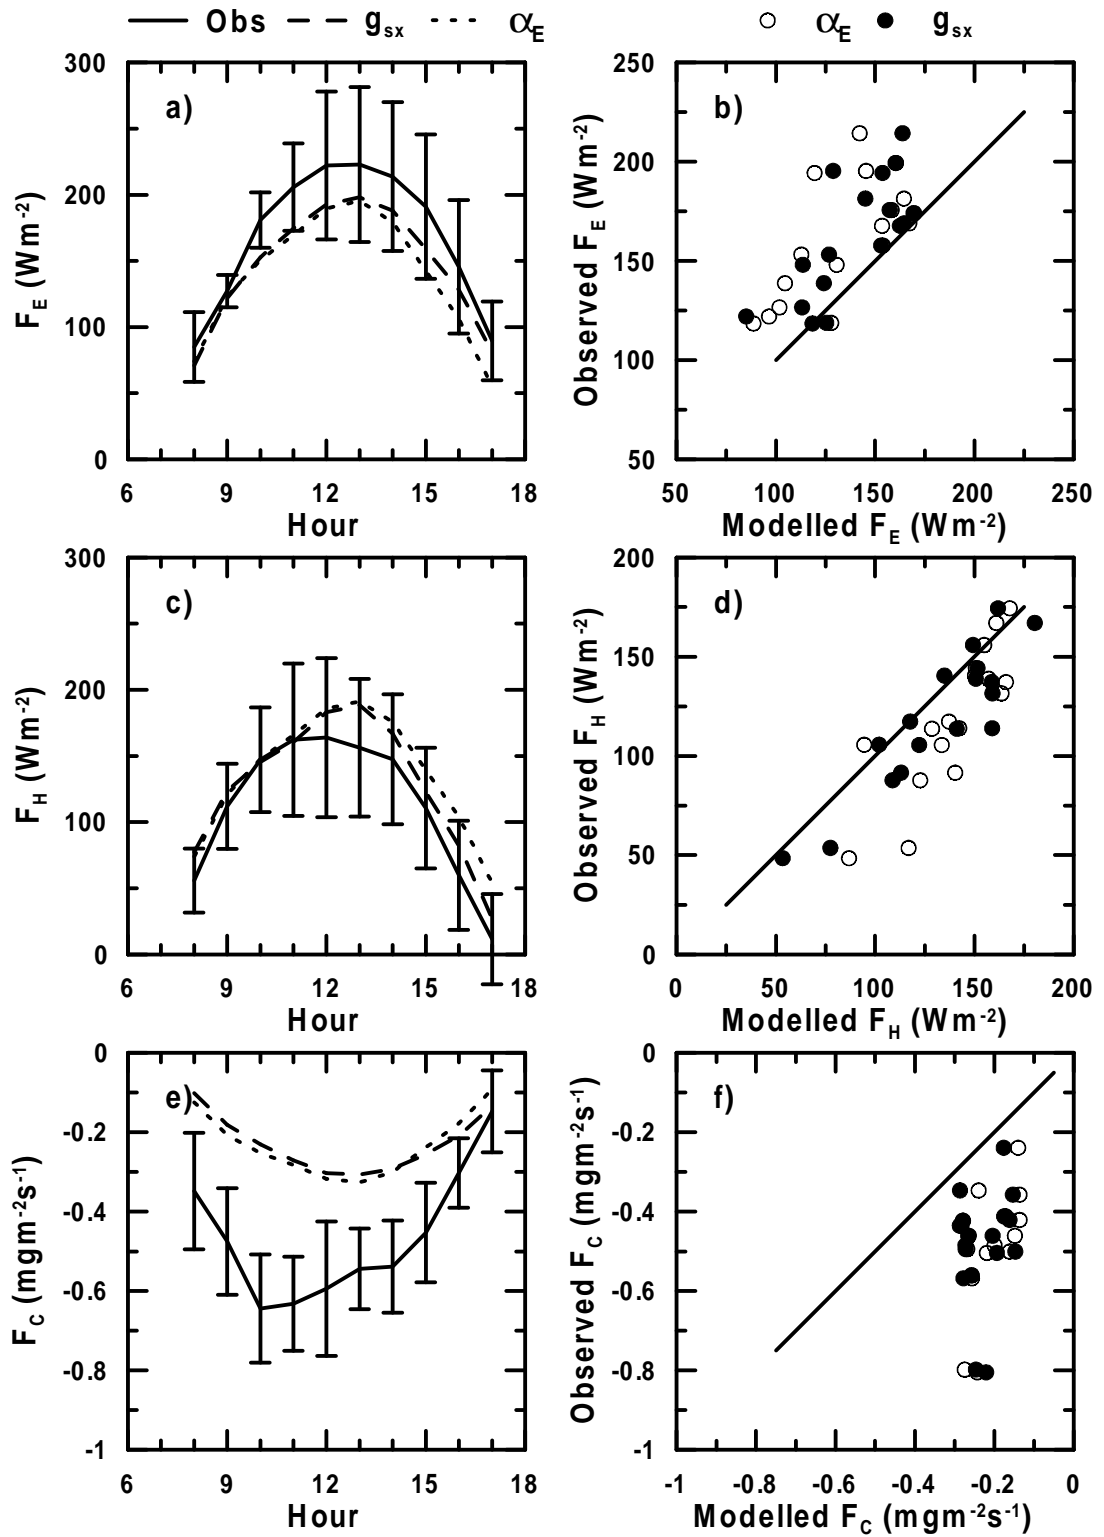 Obs g_sx α_E
α_E g_sx
a)
300
200
100
0
F_E (Wm⁻²)
6 9 12 15 18
Hour
b)
250
200
150
100
50
Observed F_E (Wm⁻²)
50 100 150 200 250
Modelled F_E (Wm⁻²)
c)
300
200
100
0
F_H (Wm⁻²)
6 9 12 15 18
Hour
d)
200
150
100
50
0
Observed F_H (Wm⁻²)
0 50 100 150 200
Modelled F_H (Wm⁻²)
e)
0
-0.2
-0.4
-0.6
-0.8
-1
F_C (mgm⁻²s⁻¹)
6 9 12 15 18
Hour
f)
0
-0.2
-0.4
-0.6
-0.8
-1
Observed F_C (mgm⁻²s⁻¹)
-1 -0.8 -0.6 -0.4 -0.2 0
Modelled F_C (mgm⁻²s⁻¹)